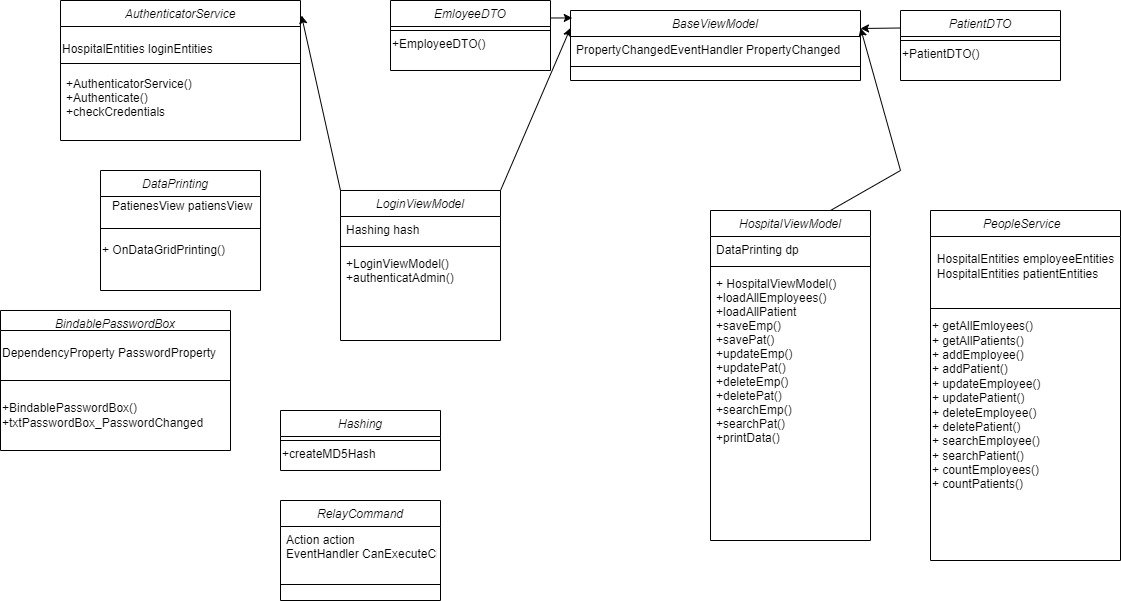 AuthenticatorService
HospitalEntities loginEntities
+AuthenticatorService()
+Authenticate()
+checkCredentials
EmloyeeDTO
+EmployeeDTO()
BaseViewModel
PropertyChangedEventHandler PropertyChanged
PatientDTO
+PatientDTO()
DataPrinting
PatienesView patiensView
+ OnDataGridPrinting()
LoginViewModel
Hashing hash
+LoginViewModel()
+authenticatAdmin()
HospitalViewModel
DataPrinting dp
+ HospitalViewModel()
+loadAllEmployees()
+loadAllPatient
+saveEmp()
+savePat()
+updateEmp()
+updatePat()
+deleteEmp()
+deletePat()
+searchEmp()
+searchPat()
+printData()
PeopleService
HospitalEntities employeeEntities
HospitalEntities patientEntities
+ getAllEmloyees()
+ getAllPatients()
+ addEmployee()
+ addPatient()
+ updateEmployee()
+ updatePatient()
+ deleteEmployee()
+ deletePatient()
+ searchEmployee()
+ searchPatient()
+ countEmployees()
+ countPatients()
BindablePasswordBox
DependencyProperty PasswordProperty
+BindablePasswordBox()
+txtPasswordBox_PasswordChanged
Hashing
+createMD5Hash
RelayCommand
Action action
EventHandler CanExecuteC